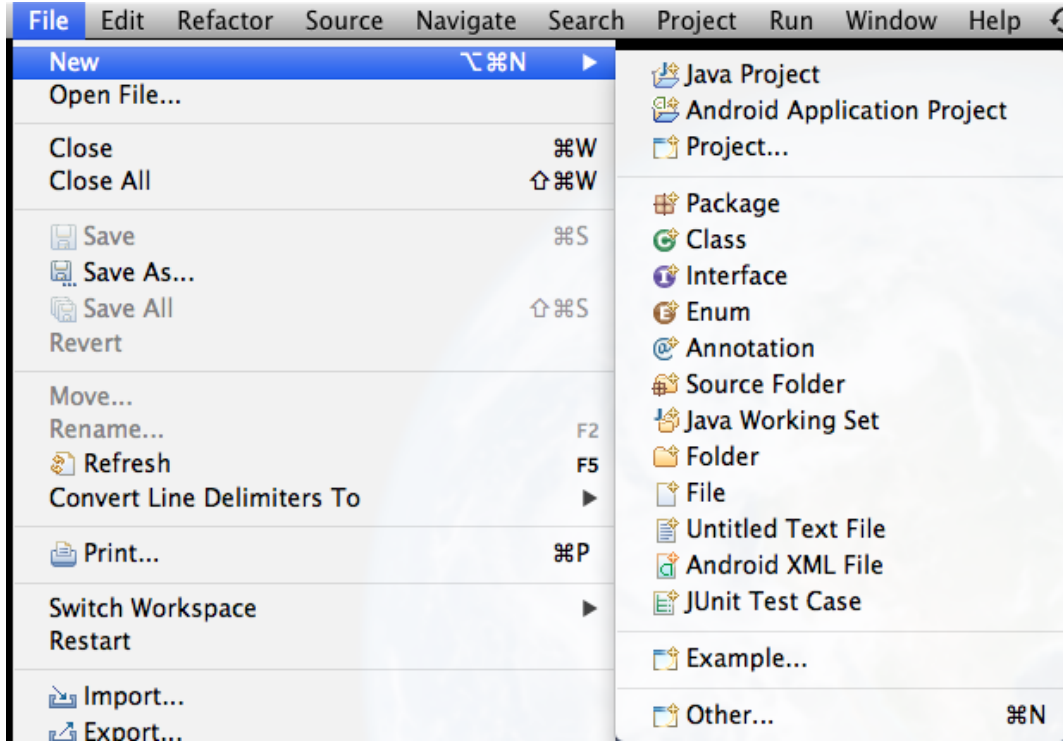 File Edit Refactor Source Navigate Search Project Run Window Help
New ⌥⌘N ▶
Open File...
Close ⌘W
Close All ⇧⌘W
Save ⌘S
Save As...
Save All ⇧⌘S
Revert
Move...
Rename... F2
Refresh F5
Convert Line Delimiters To ▶
Print... ⌘P
Switch Workspace ▶
Restart
Import...
Export...
Java Project
Android Application Project
Project...
Package
Class
Interface
Enum
Annotation
Source Folder
Java Working Set
Folder
File
Untitled Text File
Android XML File
JUnit Test Case
Example...
Other... ⌘N